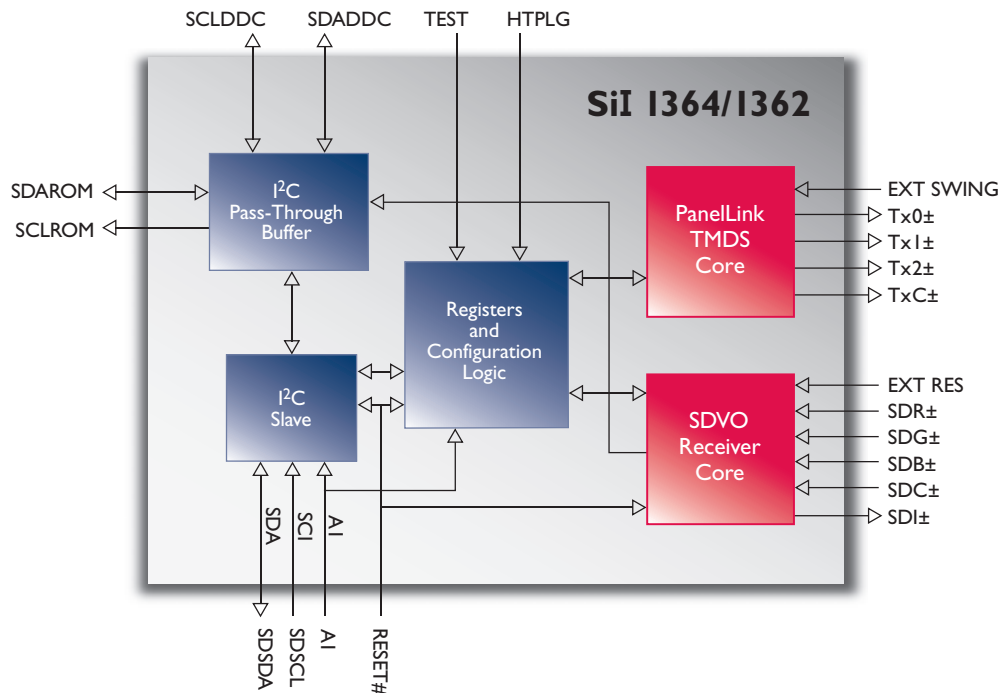 SCLDDC
SDADDC
TEST
HTPLG
SiI 1364/1362
SDAROM
SCLROM
I²C
Pass-Through
Buffer
PanelLink
TMDS
Core
EXT SWING
Tx0±
Tx1±
Tx2±
TxC±
Registers
and
Configuration
Logic
I²C
Slave
SDVO
Receiver
Core
EXT RES
SDR±
SDG±
SDB±
SDC±
SDI±
SDA
SCI
AI
SDSDA
SDSCL
AI
RESET#